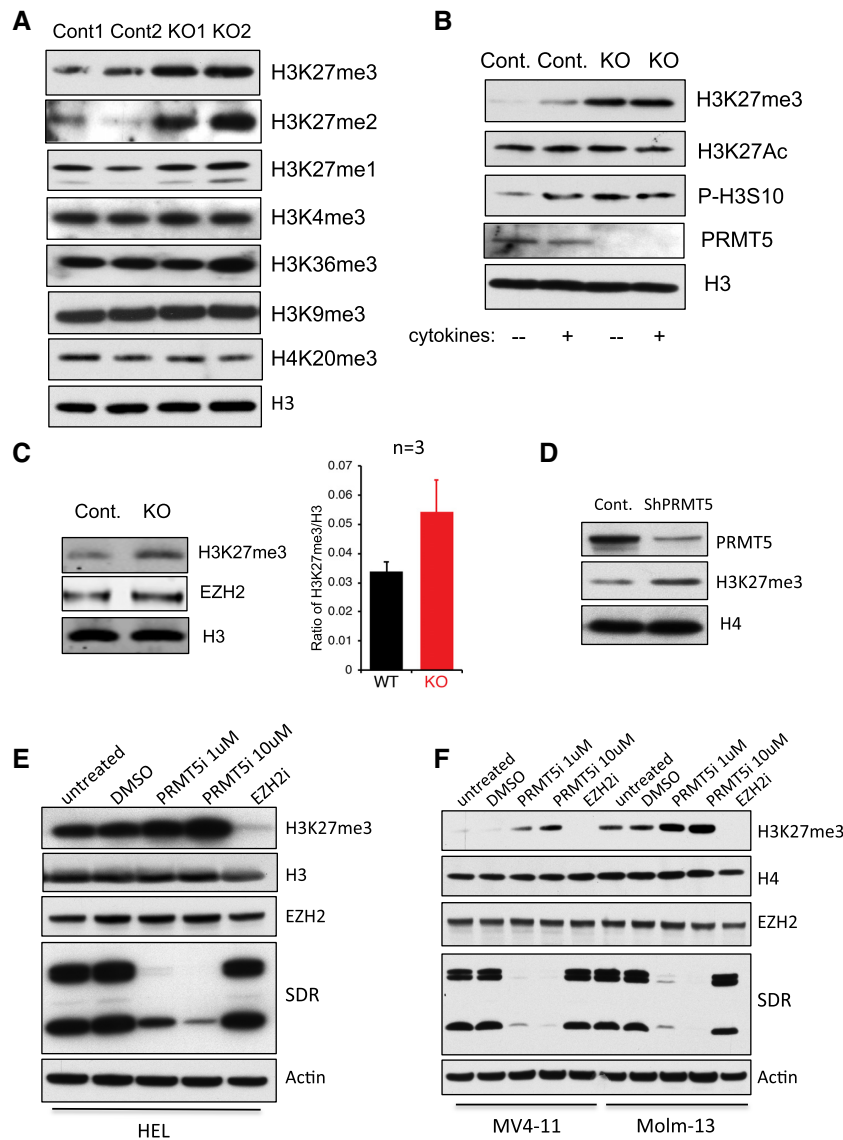 A
Cont1 Cont2 KO1 KO2
H3K27me3
H3K27me2
H3K27me1
H3K4me3
H3K36me3
H3K9me3
H4K20me3
H3
B
Cont. Cont. KO KO
H3K27me3
H3K27Ac
P-H3S10
PRMT5
H3
cytokines: -- + -- +
C
Cont. KO
H3K27me3
EZH2
H3
n=3
Ratio of H3K27me3/H3
0.07
0.06
0.05
0.04
0.03
0.02
0.01
0
WT KO
D
Cont. ShPRMT5
PRMT5
H3K27me3
H4
E
untreated DMSO PRMT5i 1uM PRMT5i 10uM EZH2i
H3K27me3
H3
EZH2
SDR
Actin
HEL
F
untreated DMSO PRMT5i 1uM PRMT5i 10uM EZH2i untreated DMSO PRMT5i 1uM PRMT5i 10uM EZH2i
H3K27me3
H4
EZH2
SDR
Actin
MV4-11 Molm-13